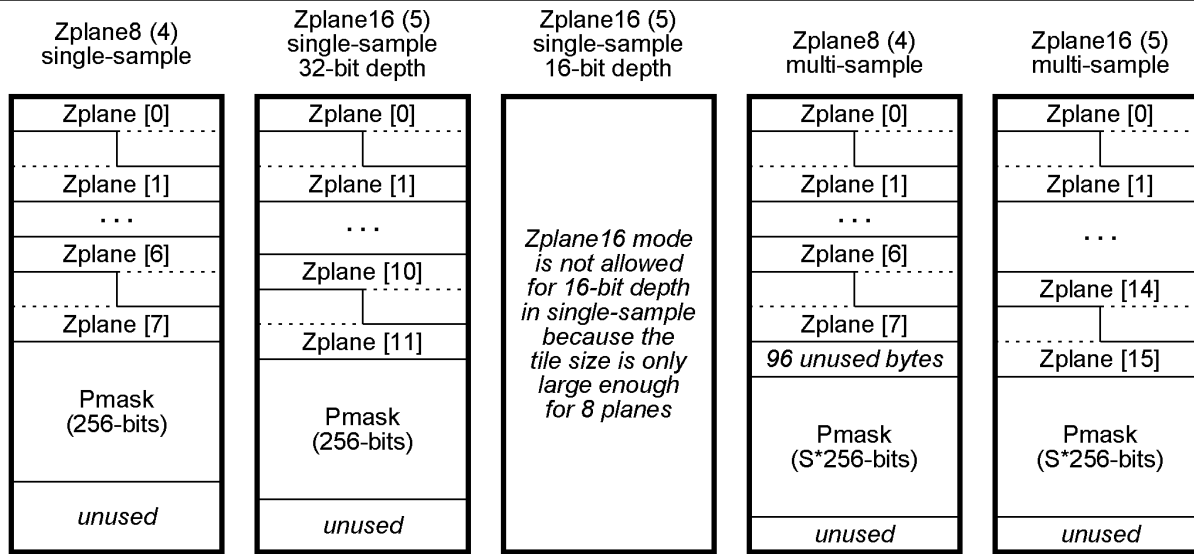 Zplane8 (4)
single-sample
Zplane [0]
Zplane [1]
. . .
Zplane [6]
Zplane [7]
Pmask
(256-bits)
unused
Zplane16 (5)
single-sample
32-bit depth
Zplane [0]
Zplane [1]
. . .
Zplane [10]
Zplane [11]
Pmask
(256-bits)
unused
Zplane16 (5)
single-sample
16-bit depth
Zplane16 mode
is not allowed
for 16-bit depth
in single-sample
because the
tile size is only
large enough
for 8 planes
Zplane8 (4)
multi-sample
Zplane [0]
Zplane [1]
. . .
Zplane [6]
Zplane [7]
96 unused bytes
Pmask
(S*256-bits)
unused
Zplane16 (5)
multi-sample
Zplane [0]
Zplane [1]
. . .
Zplane [14]
Zplane [15]
Pmask
(S*256-bits)
unused